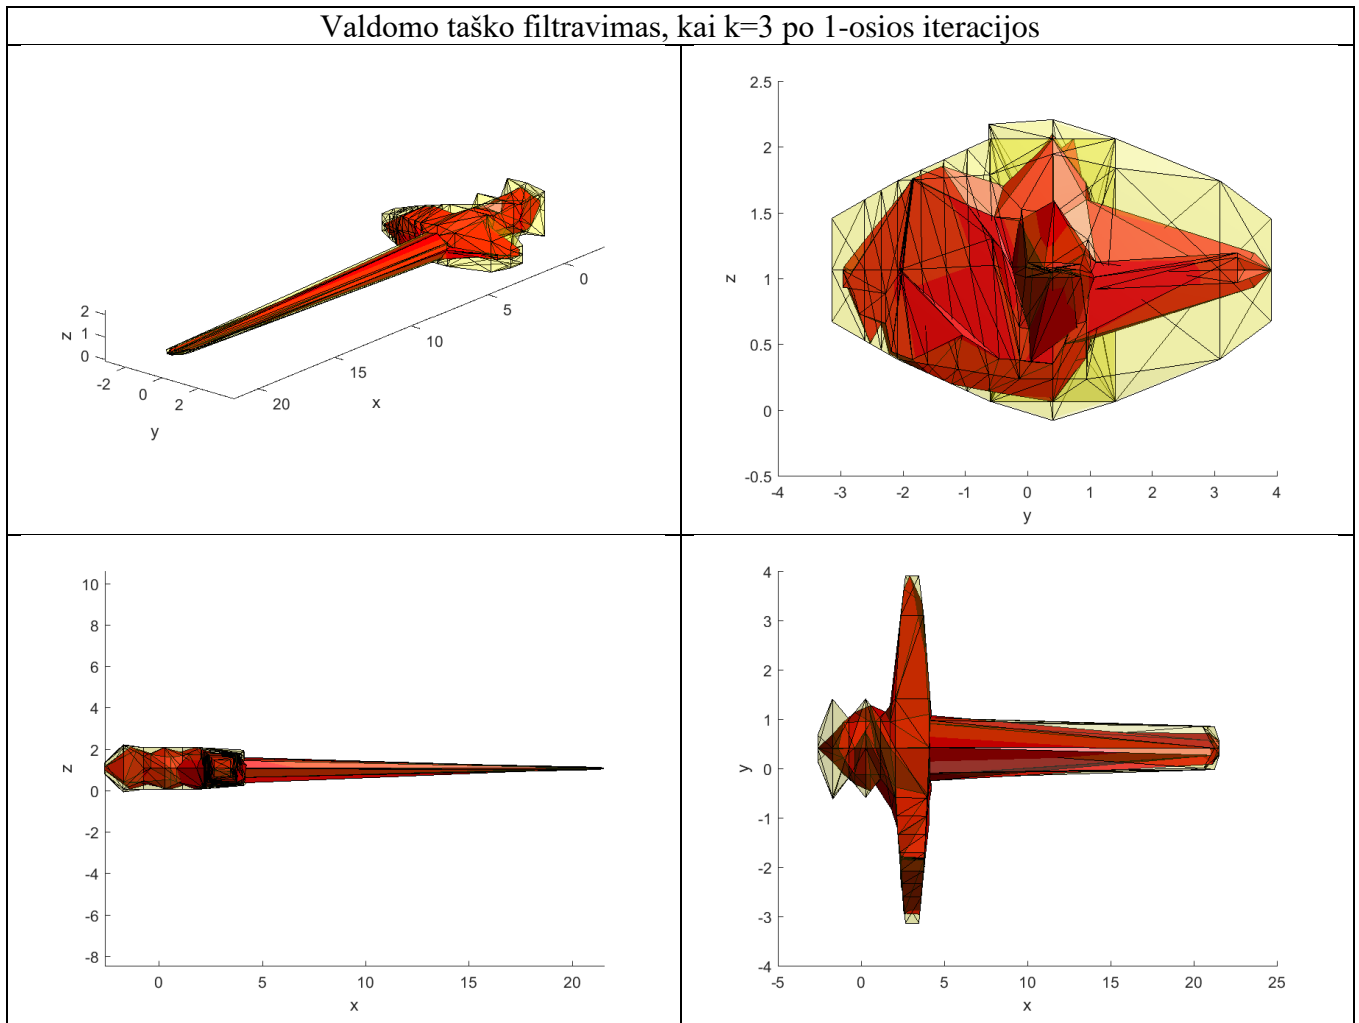 Valdomo taško filtravimas, kai k=3 po 1-osios iteracijos
z
2
1
0
-2
0
2
y
20
15
10
5
0
x
2.5
2
1.5
1
0.5
0
-0.5
z
-4 -3 -2 -1 0 1 2 3 4
y
10
8
6
4
2
0
-2
-4
-6
-8
z
0 5 10 15 20
x
4
3
2
1
0
-1
-2
-3
-4
y
-5 0 5 10 15 20 25
x